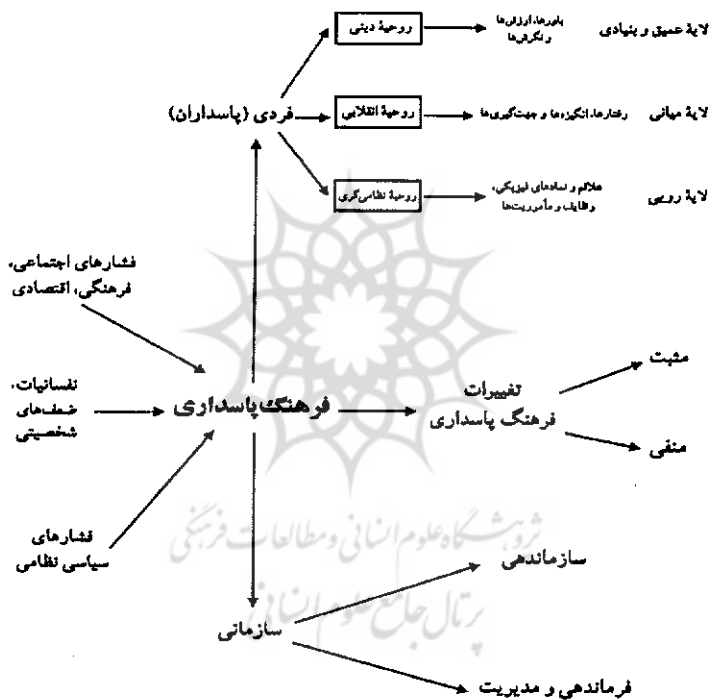 لایهٔ عمیق و بنیادی
باورها، ارزش‌ها
و نگرش‌ها
روحیهٔ دینی
لایهٔ میانی
رفتارها، انگیزه‌ها و جهت‌گیری‌ها
روحیهٔ انقلابی
فردی (پاسداران)
لایهٔ رویی
علائم و نمادهای فیزیکی،
وظایف و مأموریت‌ها
روحیهٔ نظامی‌گری
فشارهای اجتماعی،
فرهنگی، اقتصادی
نفسانیات،
ضعف‌های
شخصیتی
فشارهای
سیاسی نظامی
فرهنگ پاسداری
تغییرات
فرهنگ پاسداری
مثبت
منفی
پژوهشگاه علوم انسانی و مطالعات فرهنگی
پرتال جامع علوم انسانی
سازمانی
سازماندهی
فرماندهی و مدیریت